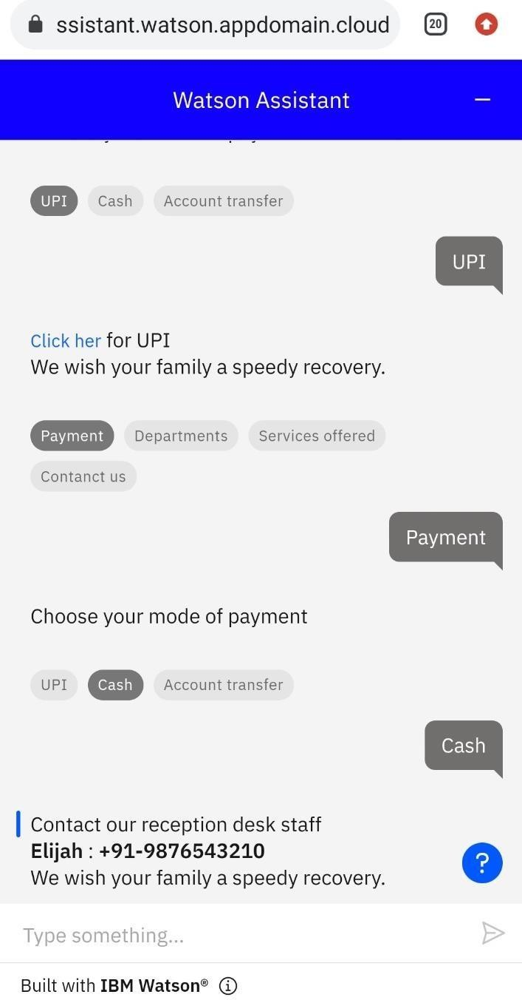 ssistant.watson.appdomain.cloud 20
Watson Assistant
UPI Cash Account transfer
UPI
Click her for UPI
We wish your family a speedy recovery.
Payment Departments Services offered
Contanct us
Payment
Choose your mode of payment
UPI Cash Account transfer
Cash
Contact our reception desk staff
Elijah : +91-9876543210
?
We wish your family a speedy recovery.
Type something...
Built with IBM Watson®